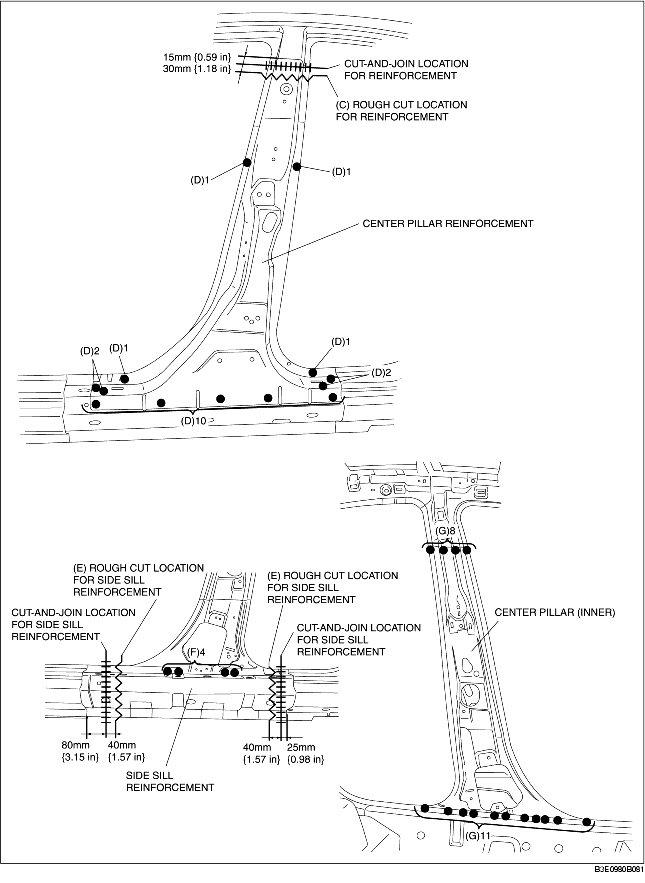 15mm {0.59 in}
30mm {1.18 in}
CUT-AND-JOIN LOCATION
FOR REINFORCEMENT
(C) ROUGH CUT LOCATION
FOR REINFORCEMENT
(D)1
(D)1
CENTER PILLAR REINFORCEMENT
(D)2
(D)1
(D)1
(D)2
(D)10
(G)8
(E) ROUGH CUT LOCATION
FOR SIDE SILL
REINFORCEMENT
(E) ROUGH CUT LOCATION
FOR SIDE SILL
REINFORCEMENT
CUT-AND-JOIN LOCATION
FOR SIDE SILL
REINFORCEMENT
CUT-AND-JOIN LOCATION
FOR SIDE SILL
REINFORCEMENT
CENTER PILLAR (INNER)
(F)4
80mm
{3.15 in}
40mm
{1.57 in}
40mm
{1.57 in}
25mm
{0.98 in}
SIDE SILL
REINFORCEMENT
(G)11
B3E0980B091